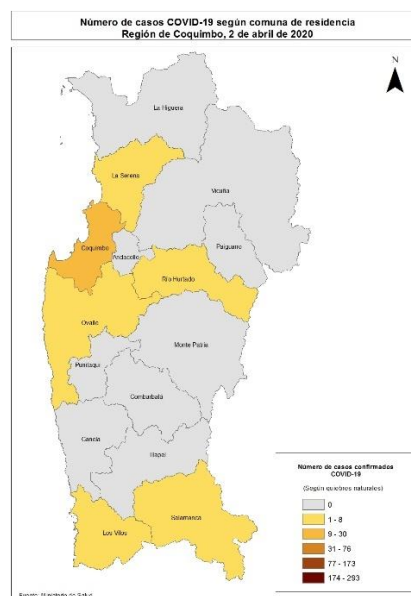 Número de casos COVID-19 según comuna de residencia
Región de Coquimbo, 2 de abril de 2020
N
La Higuera
La Serena
Vicuña
Paiguano
Coquimbo
Andacollo
Río Hurtado
Ovalle
Monte Patria
Punitaqui
Combarbalá
Canela
Illapel
Salamanca
Los Vilos
Número de casos confirmados
COVID-19
(Según quiebres naturales)
0
1 - 8
9 - 30
31 - 76
77 - 173
174 - 293
Fuente: Ministerio de Salud